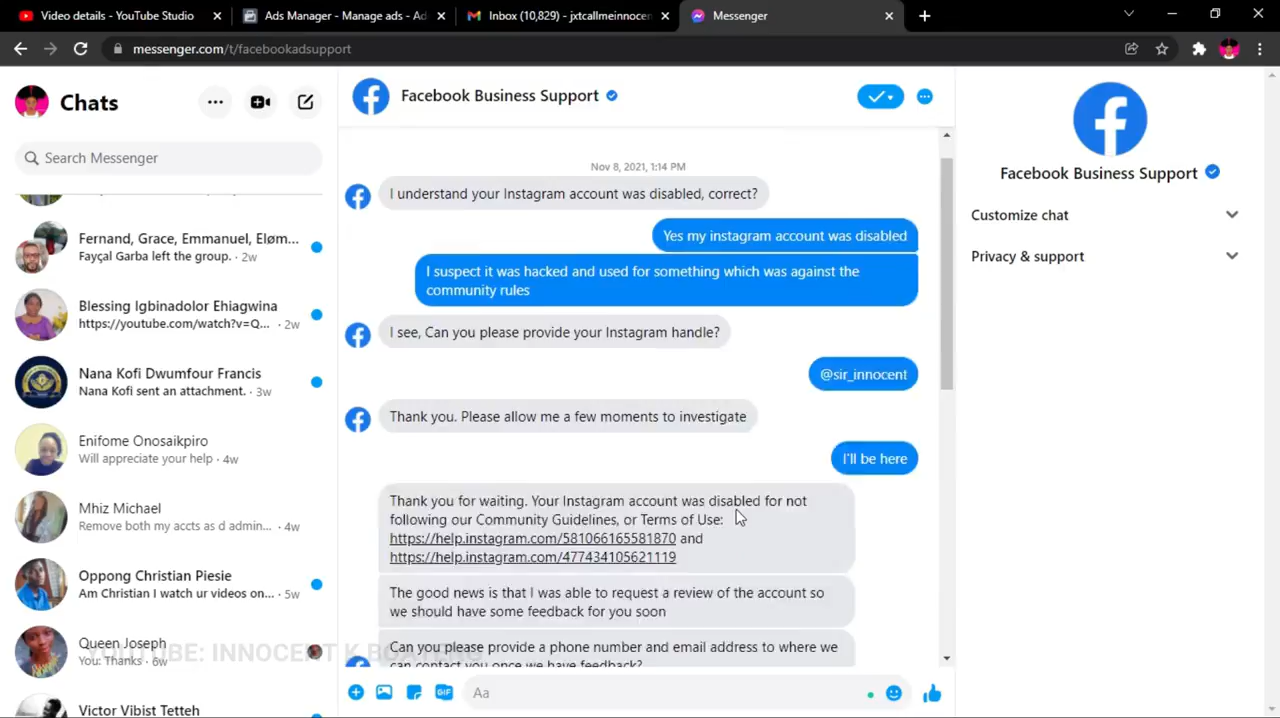 Video details - YouTube Studio
Ads Manager - Manage ads - Ad
Inbox (10,829) - jxtcallmeinnocen
Messenger
messenger.com/t/facebookadsupport
Chats
Search Messenger
Fernand, Grace, Emmanuel, Eløm...
Fayçal Garba left the group. · 2w
Blessing Igbinadolor Ehiagwina
https://youtube.com/watch?v=Q... · 2w
Nana Kofi Dwumfour Francis
Nana Kofi sent an attachment. · 3w
Enifome Onosaikpiro
Will appreciate your help · 4w
Mhiz Michael
Remove both my accts as d admin... · 4w
Oppong Christian Piesie
Am Christian I watch ur videos on... · 5w
Queen Joseph
You: Thanks · 6w
Victor Vibist Tetteh
Facebook Business Support
Nov 8, 2021, 1:14 PM
I understand your Instagram account was disabled, correct?
Yes my instagram account was disabled
I suspect it was hacked and used for something which was against the
community rules
I see, Can you please provide your Instagram handle?
@sir_innocent
Thank you. Please allow me a few moments to investigate
I'll be here
Thank you for waiting. Your Instagram account was disabled for not
following our Community Guidelines, or Terms of Use:
https://help.instagram.com/581066165581870 and
https://help.instagram.com/477434105621119
The good news is that I was able to request a review of the account so
we should have some feedback for you soon
Can you please provide a phone number and email address to where we
can contact you once we have feedback?
GIF
Aa
Facebook Business Support
Customize chat
Privacy & support
YOUTUBE: INNOCENT K BOATENG